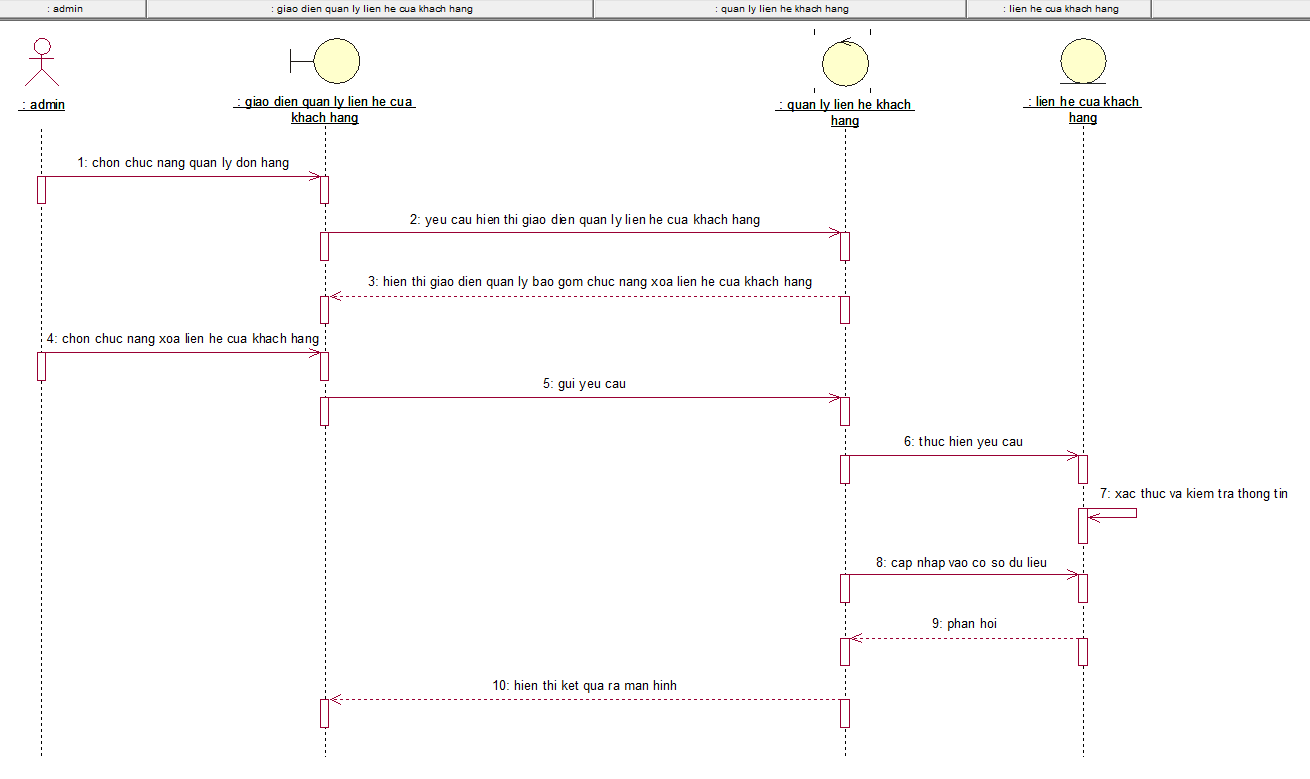 : admin
: giao dien quan ly lien he cua khach hang
: quan ly lien he khach hang
: lien he cua khach hang
: admin
: giao dien quan ly lien he cua
khach hang
: quan ly lien he khach
hang
: lien he cua khach
hang
1: chon chuc nang quan ly don hang
2: yeu cau hien thi giao dien quan ly lien he cua khach hang
3: hien thi giao dien quan ly bao gom chuc nang xoa lien he cua khach hang
4: chon chuc nang xoa lien he cua khach hang
5: gui yeu cau
6: thuc hien yeu cau
7: xac thuc va kiem tra thong tin
8: cap nhap vao co so du lieu
9: phan hoi
10: hien thi ket qua ra man hinh